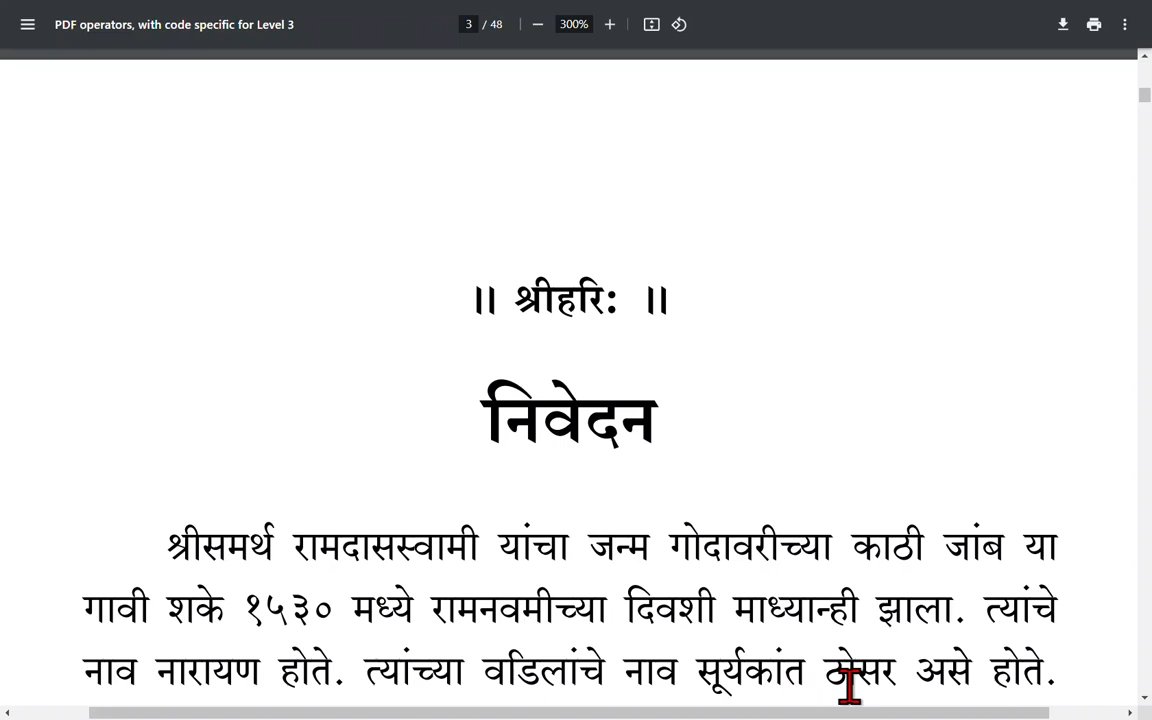 PDF operators, with code specific for Level 3
3 / 48
300%
॥ श्रीहरिः ॥
निवेदन
श्रीसमर्थ रामदासस्वामी यांचा जन्म गोदावरीच्या काठी जांब या
गावी शके १५३० मध्ये रामनवमीच्या दिवशी माध्यान्ही झाला. त्यांचे
नाव नारायण होते. त्यांच्या वडिलांचे नाव सूर्यकांत ठोसर असे होते.